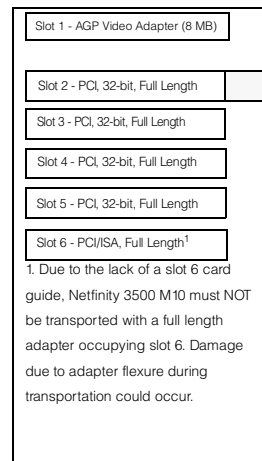 Slot 1 - AGP Video Adapter (8 MB)
Slot 2 - PCI, 32-bit, Full Length
Slot 3 - PCI, 32-bit, Full Length
Slot 4 - PCI, 32-bit, Full Length
Slot 5 - PCI, 32-bit, Full Length
Slot 6 - PCI/ISA, Full Length¹
1. Due to the lack of a slot 6 card
guide, Netfinity 3500 M10 must NOT
be transported with a full length
adapter occupying slot 6. Damage
due to adapter flexure during
transportation could occur.